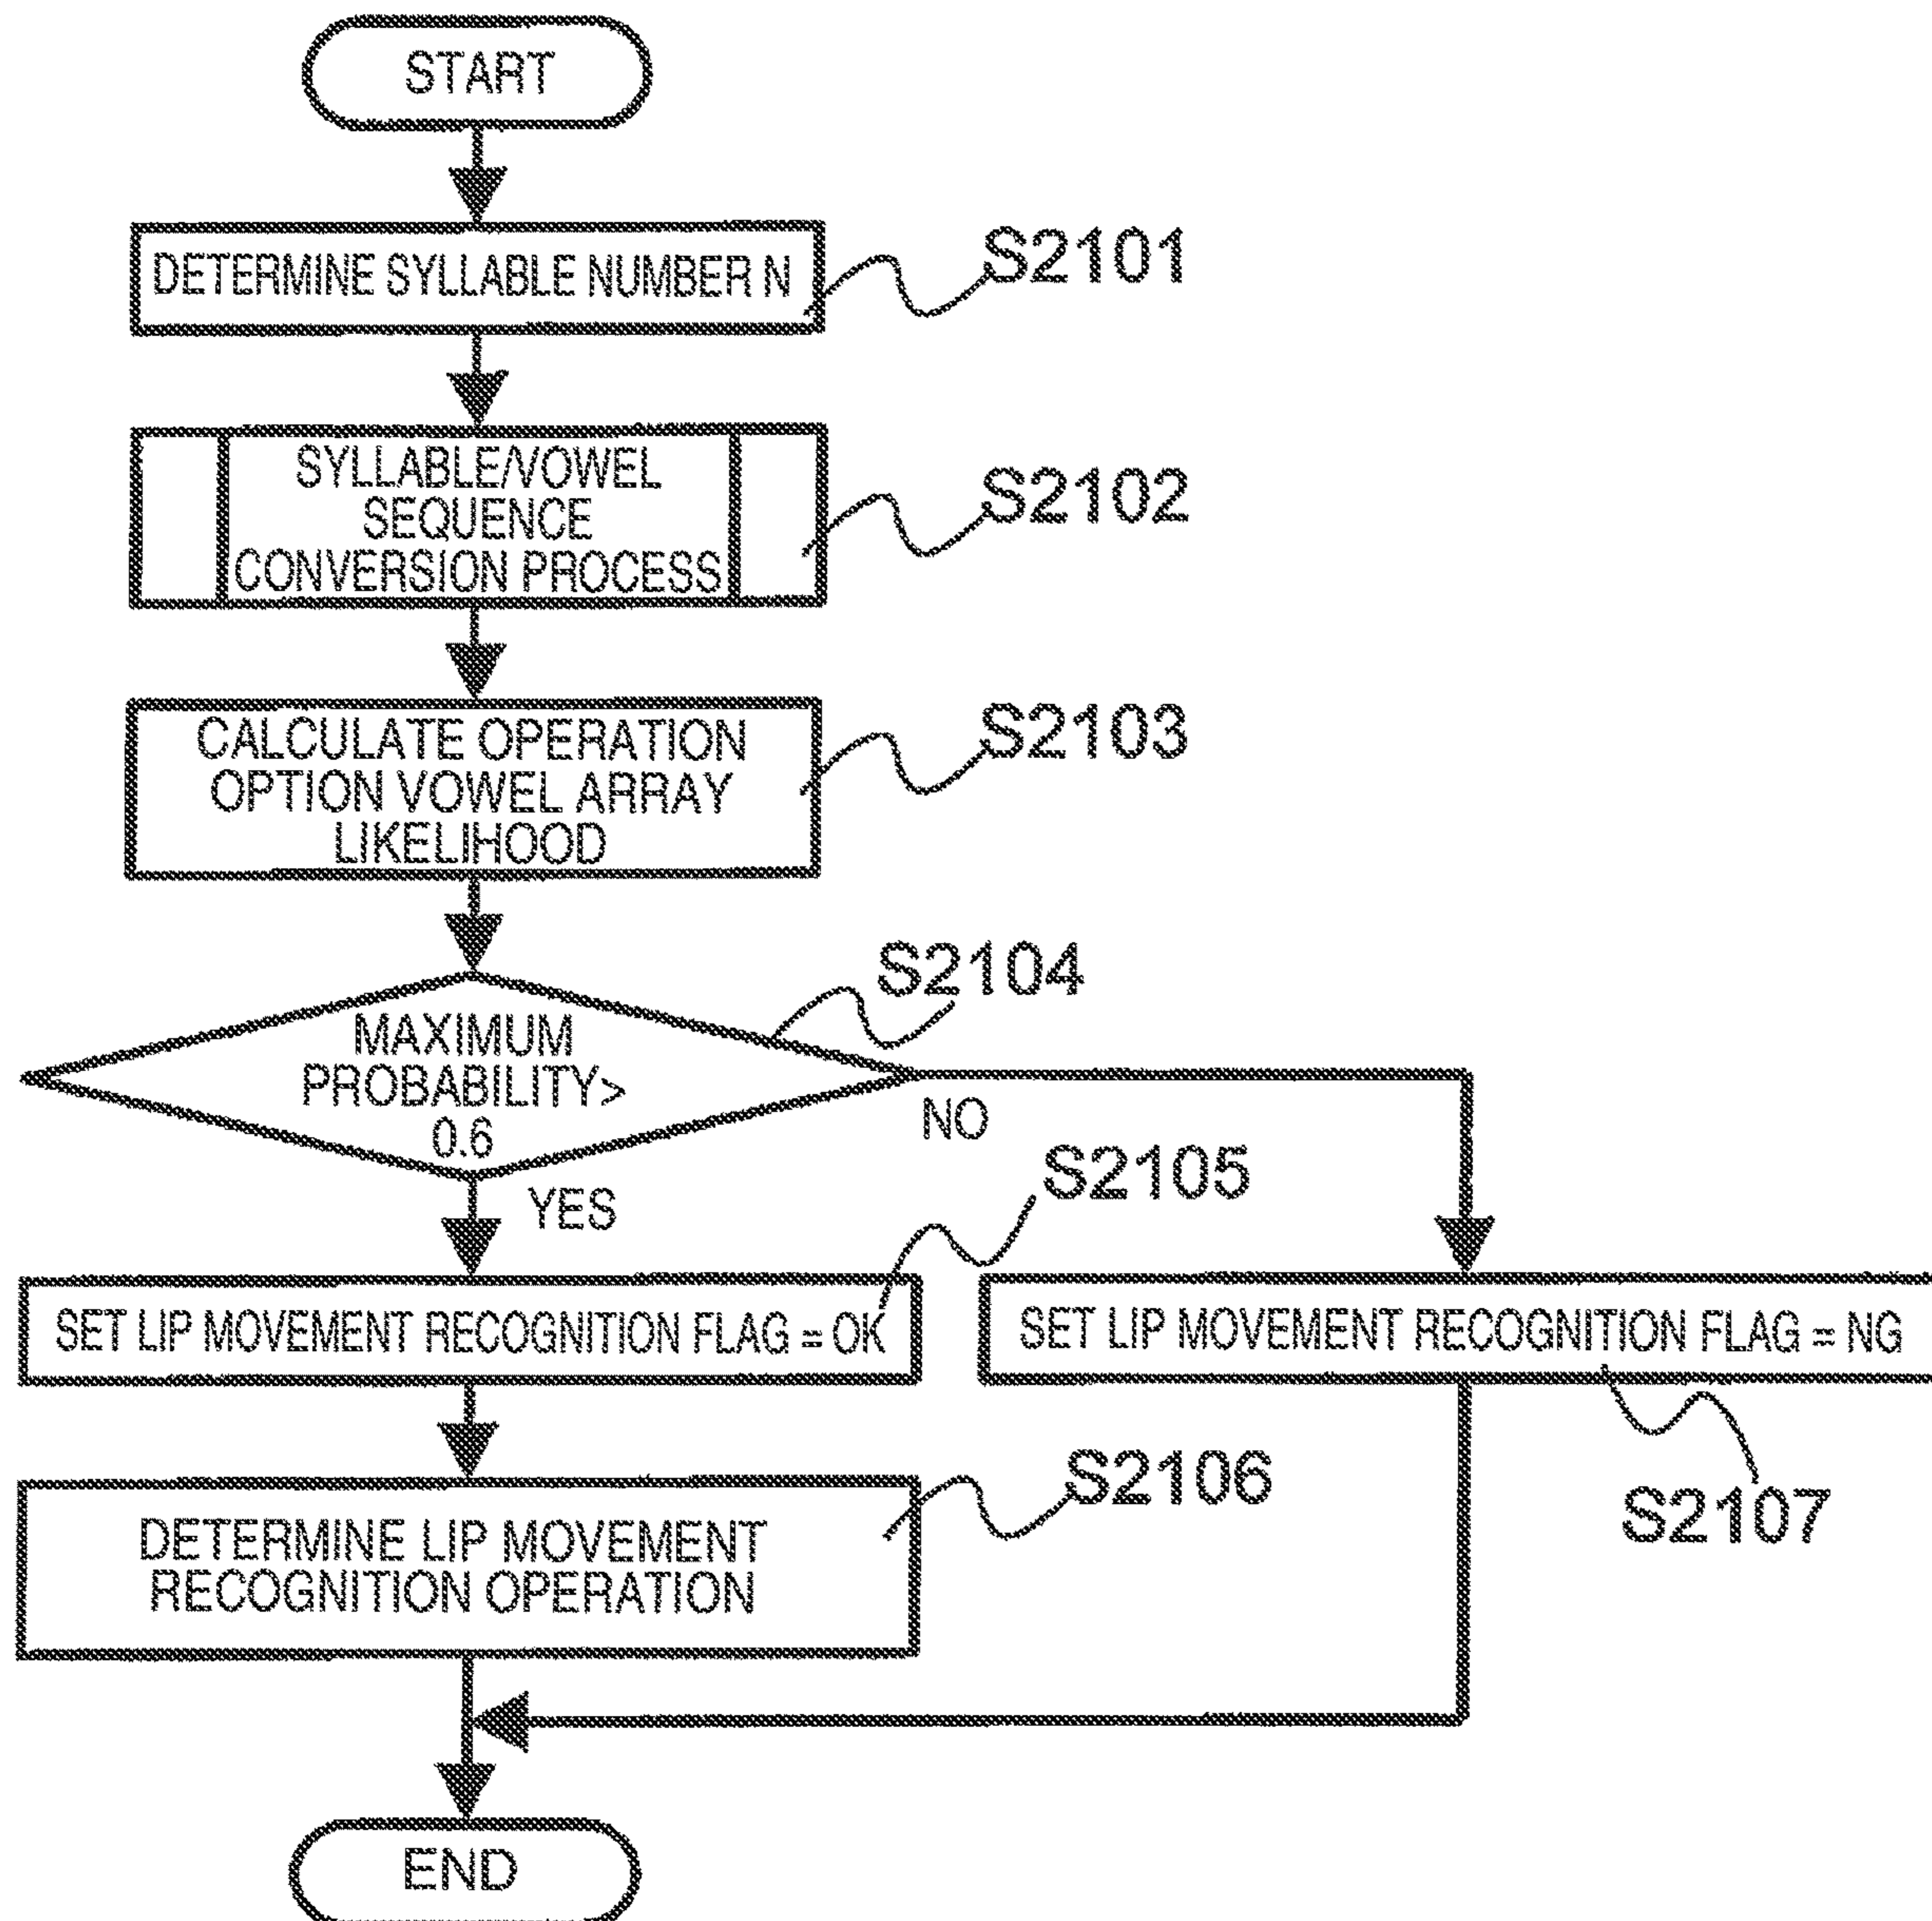 START
DETERMINE SYLLABLE NUMBER N
S2101
SYLLABLE/VOWEL
SEQUENCE
CONVERSION PROCESS
S2102
CALCULATE OPERATION
OPTION VOWEL ARRAY
LIKELIHOOD
S2103
S2104
MAXIMUM
PROBABILITY>
0.6
NO
YES
S2105
SET LIP MOVEMENT RECOGNITION FLAG = OK
SET LIP MOVEMENT RECOGNITION FLAG = NG
S2106
DETERMINE LIP MOVEMENT
RECOGNITION OPERATION
S2107
END